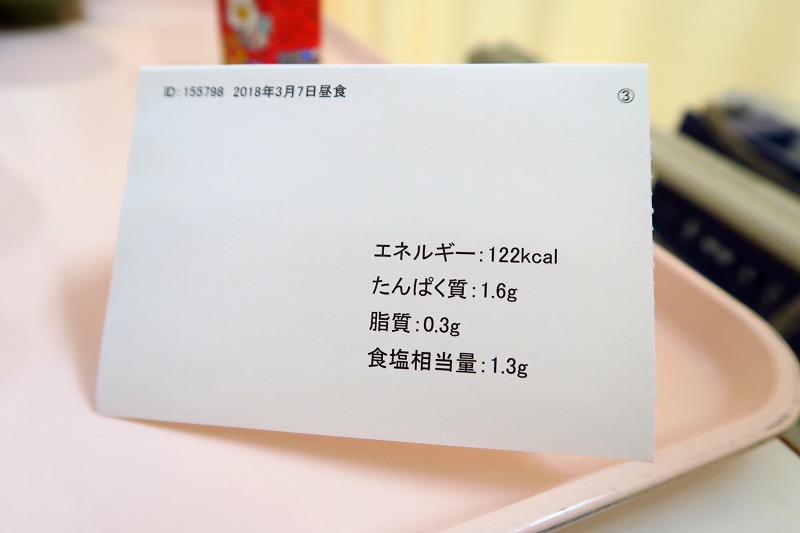 ID:155798 2018年3月7日昼食
③
エネルギー:122kcal
たんぱく質:1.6g
脂質:0.3g
食塩相当量:1.3g